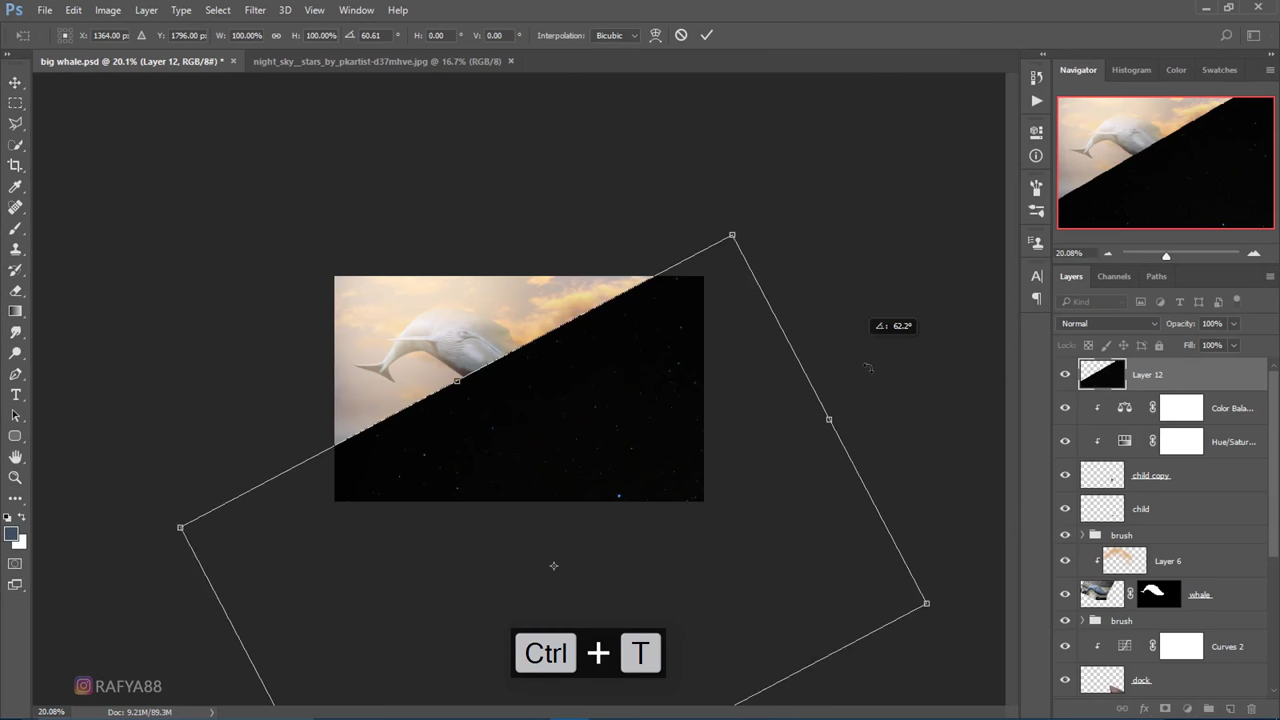 Ps File Edit Image Layer Type Select Filter 3D View Window Help
X: 1364.00 px Y: 1796.00 px W: 100.00% H: 100.00% 60.61 ° H: 0.00 ° V: 0.00 ° Interpolation: Bicubic
big whale.psd @ 20.1% (Layer 12, RGB/8#) * × night_sky__stars_by_pkartist-d37mhve.jpg @ 16.7% (RGB/8) ×
Navigator Histogram Color Swatches
20.08%
Layers Channels Paths
Kind
Normal Opacity: 100%
Lock: Fill: 100%
Layer 12
Color Bala...
Hue/Satur...
child copy
child
brush
Layer 6
whale
brush
Curves 2
dock
62.2°
Ctrl + T
RAFYA88
20.08% Doc: 9.21M/89.3M